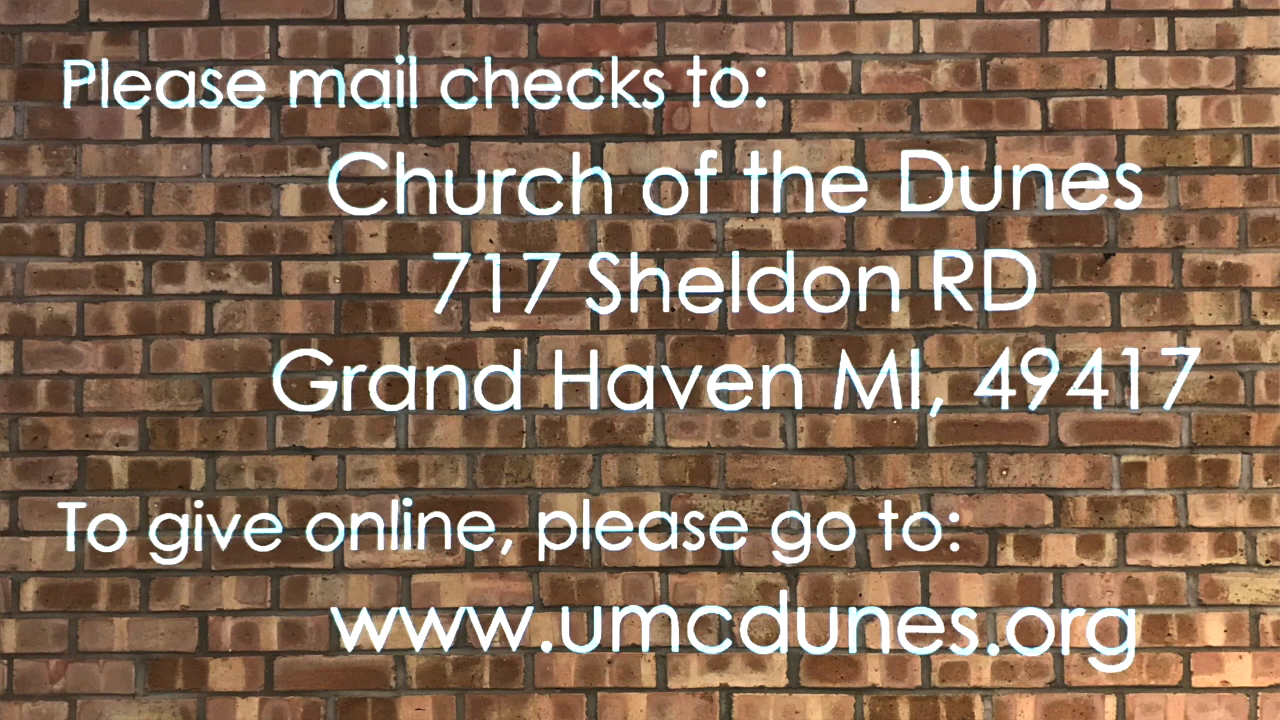 Please mail checks to:
Church of the Dunes
717 Sheldon RD
Grand Haven MI, 49417
To give online, please go to:
www.umcdunes.org